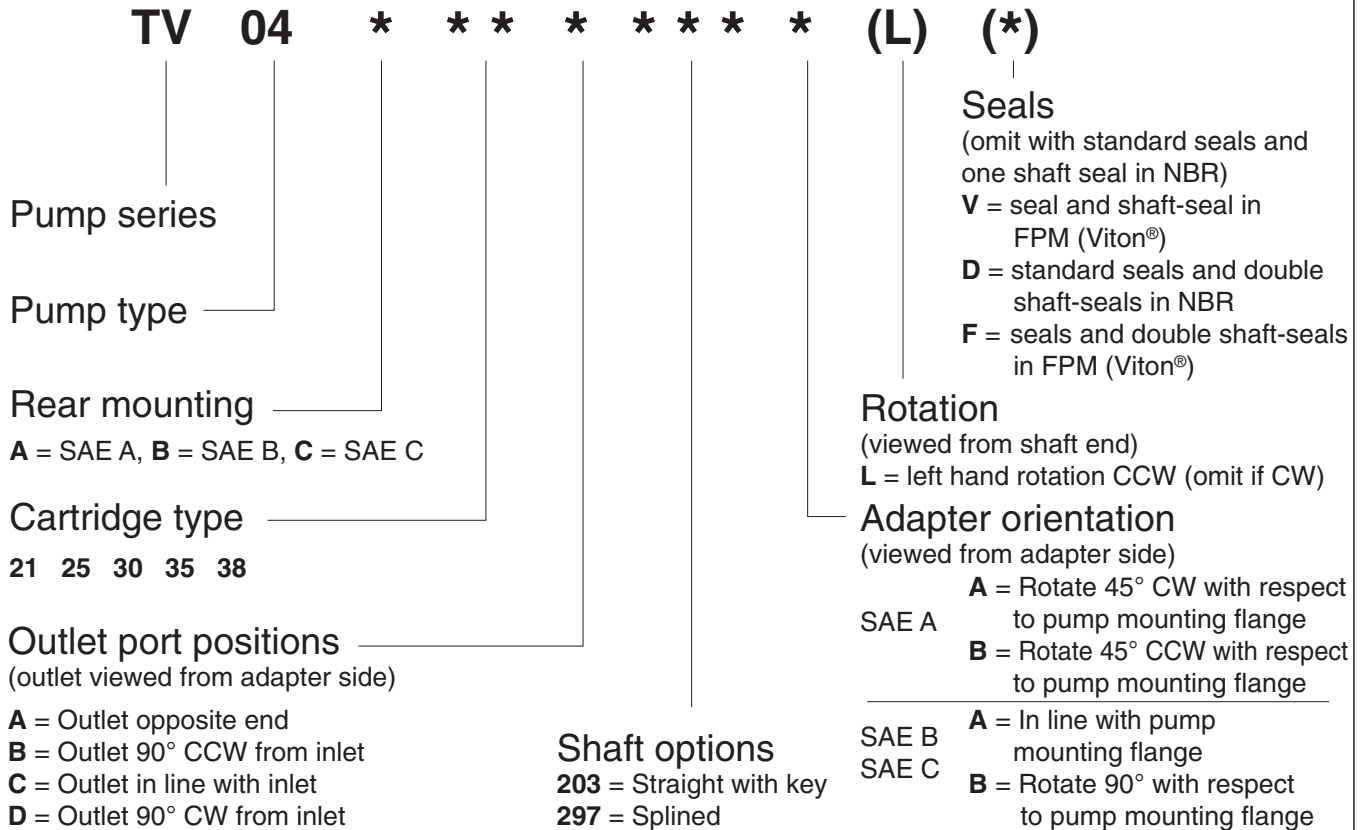 TV 04 * * * * * * * * (L) (*)
Pump series
Pump type
Rear mounting
A = SAE A, B = SAE B, C = SAE C
Cartridge type
21 25 30 35 38
Outlet port positions
(outlet viewed from adapter side)
A = Outlet opposite end
B = Outlet 90° CCW from inlet
C = Outlet in line with inlet
D = Outlet 90° CW from inlet
Shaft options
203 = Straight with key
297 = Splined
Seals
(omit with standard seals and
one shaft seal in NBR)
V = seal and shaft-seal in
FPM (Viton®)
D = standard seals and double
shaft-seals in NBR
F = seals and double shaft-seals
in FPM (Viton®)
Rotation
(viewed from shaft end)
L = left hand rotation CCW (omit if CW)
Adapter orientation
(viewed from adapter side)
SAE A
A = Rotate 45° CW with respect
to pump mounting flange
B = Rotate 45° CCW with respect
to pump mounting flange
SAE B
SAE C
A = In line with pump
mounting flange
B = Rotate 90° with respect
to pump mounting flange